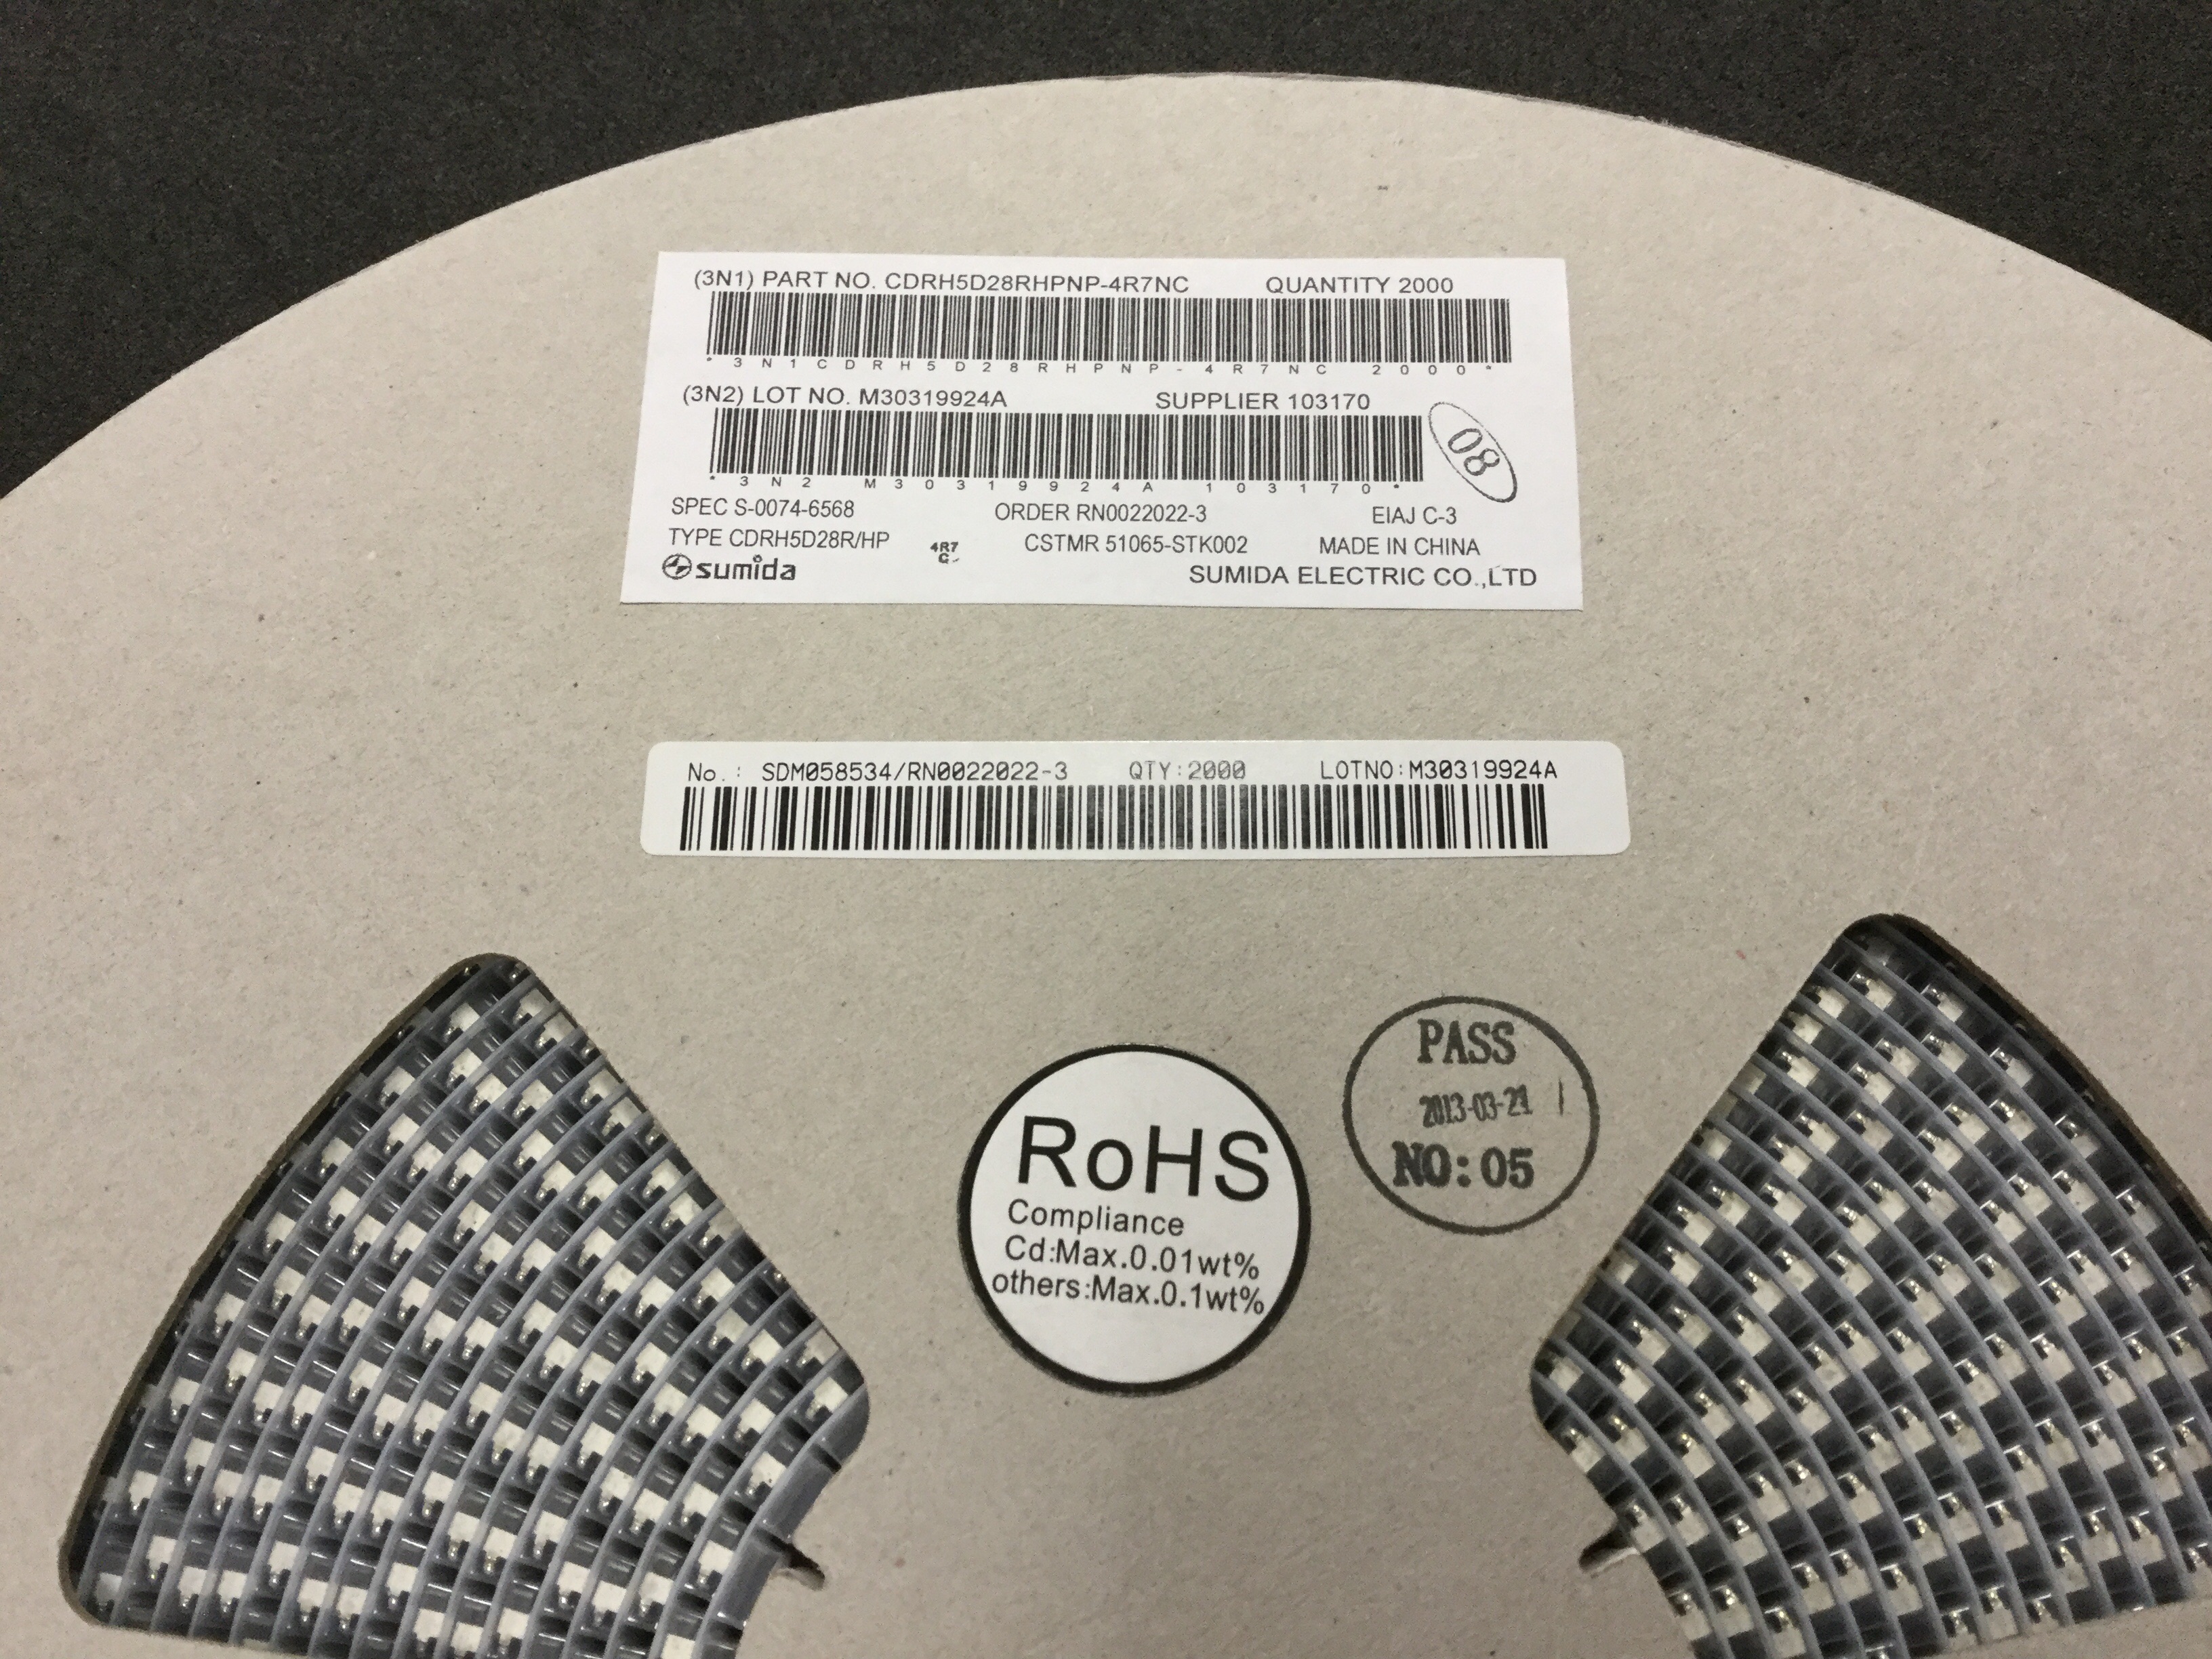 (3N1) PART NO. CDRH5D28RHPNP-4R7NC QUANTITY 2000
*3N1CDRH5D28RHPNP-4R7NC 2000*
(3N2) LOT NO. M30319924A SUPPLIER 103170
08
*3N2 M30319924A 103170*
SPEC S-0074-6568 ORDER RN0022022-3 EIAJ C-3
TYPE CDRH5D28R/HP 4R7 CSTMR 51065-STK002 MADE IN CHINA
C
sumida SUMIDA ELECTRIC CO.,LTD
No.: SDM058534/RN0022022-3 QTY:2000 LOTNO:M30319924A
PASS
2013-03-21
NO:05
RoHS
Compliance
Cd:Max.0.01wt%
others:Max.0.1wt%